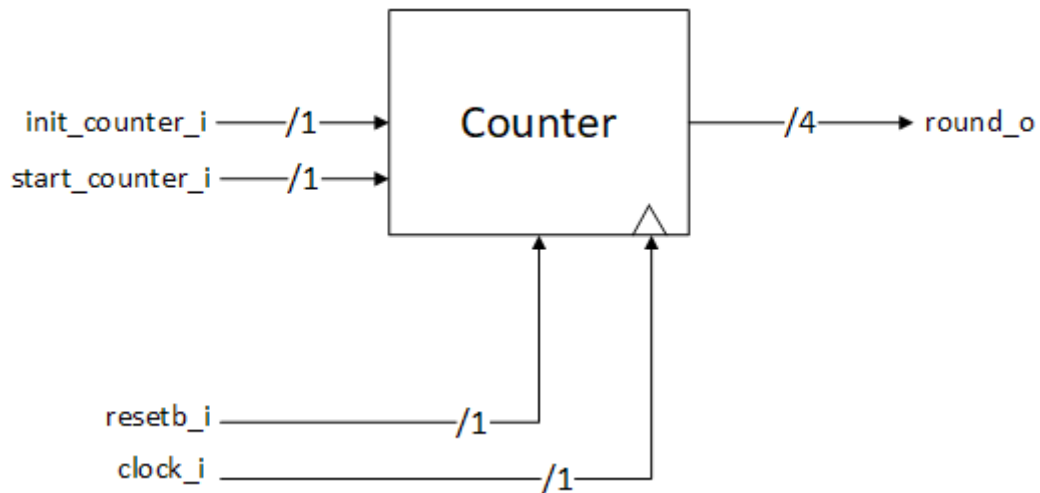 init_counter_i /1 Counter /4 round_o
start_counter_i /1
resetb_i /1
clock_i /1